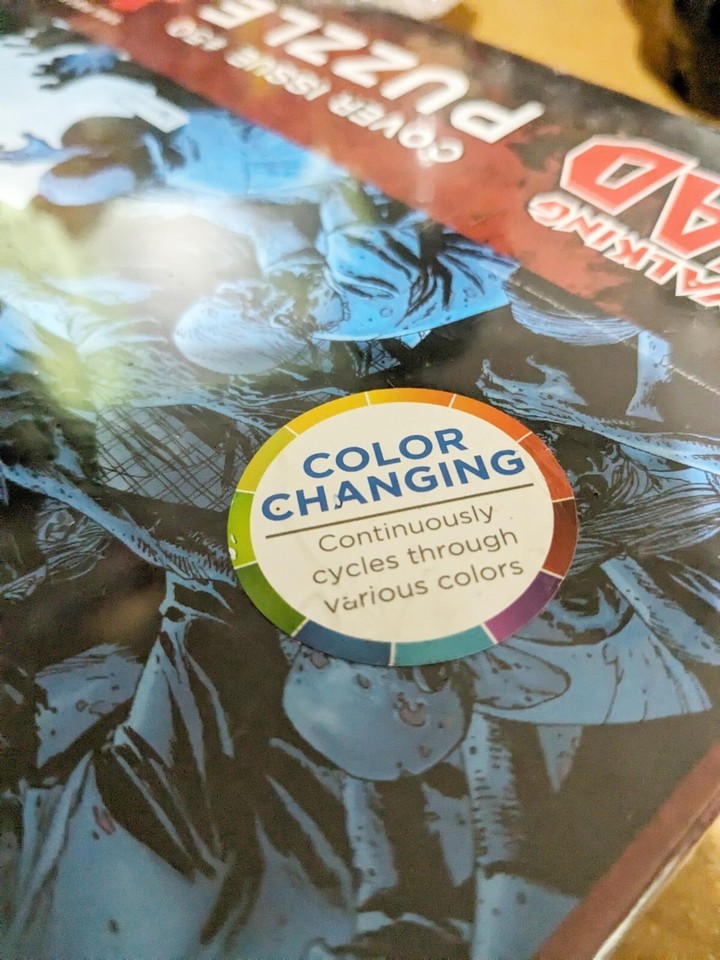 WALKING
COVER ISSUE #50
PUZZLE
COLOR
CHANGING
Continuously
cycles through
various colors